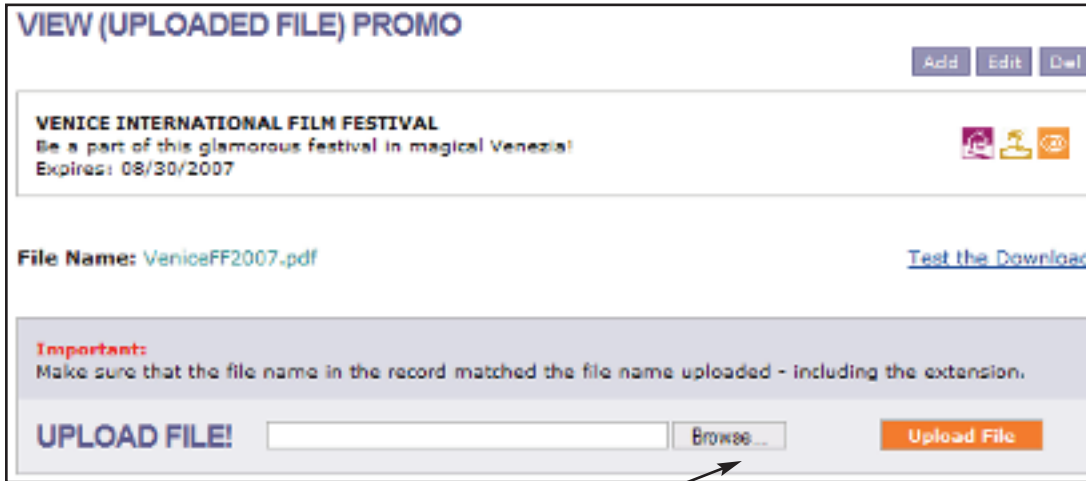 VIEW (UPLOADED FILE) PROMO
Add Edit Del
VENICE INTERNATIONAL FILM FESTIVAL
Be a part of this glamorous festival in magical Venezia!
Expires: 08/30/2007
File Name: VeniceFF2007.pdf
Test the Download
Important:
Make sure that the file name in the record matched the file name uploaded - including the extension.
UPLOAD FILE! Browse... Upload File